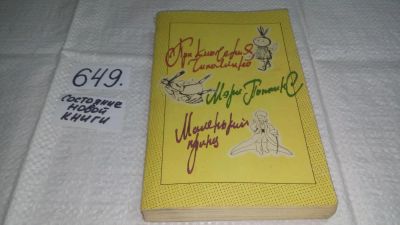 649.
состояние
новой
книги
Приключения
Чиполлино
Мэри Поппинс
Маленький
принц